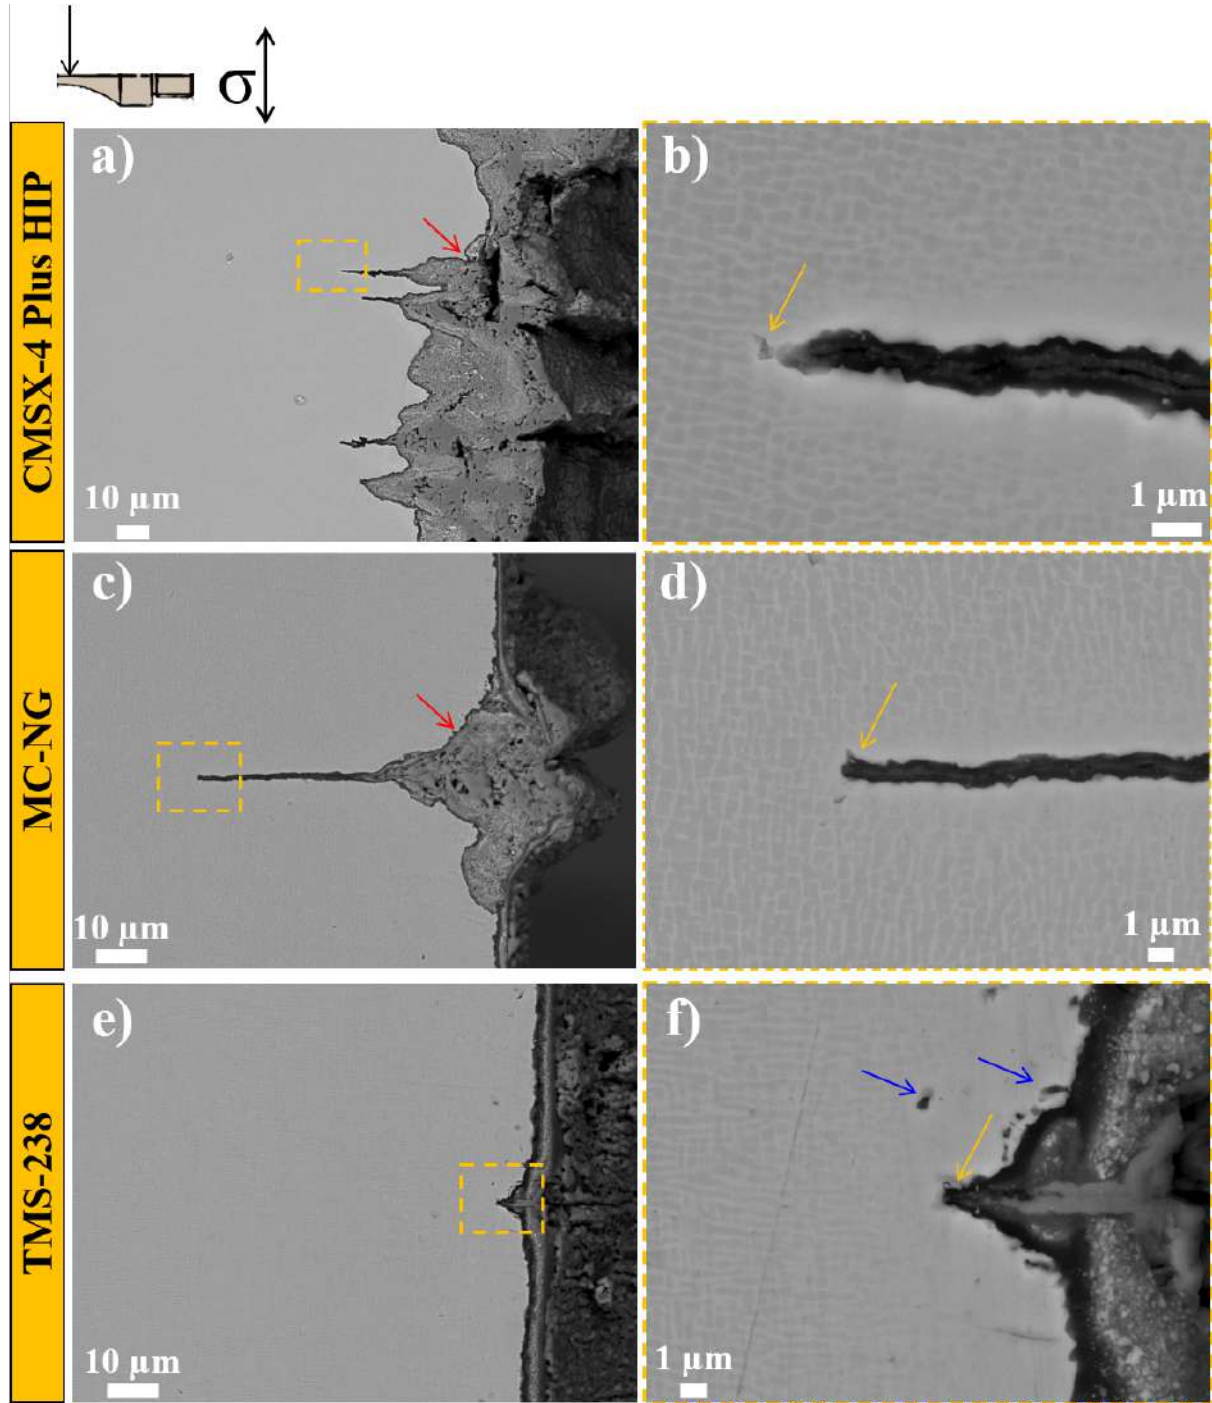 σ
CMSX-4 Plus HIP
a)
10 μm
b)
1 μm
MC-NG
c)
10 μm
d)
1 μm
TMS-238
e)
10 μm
f)
1 μm